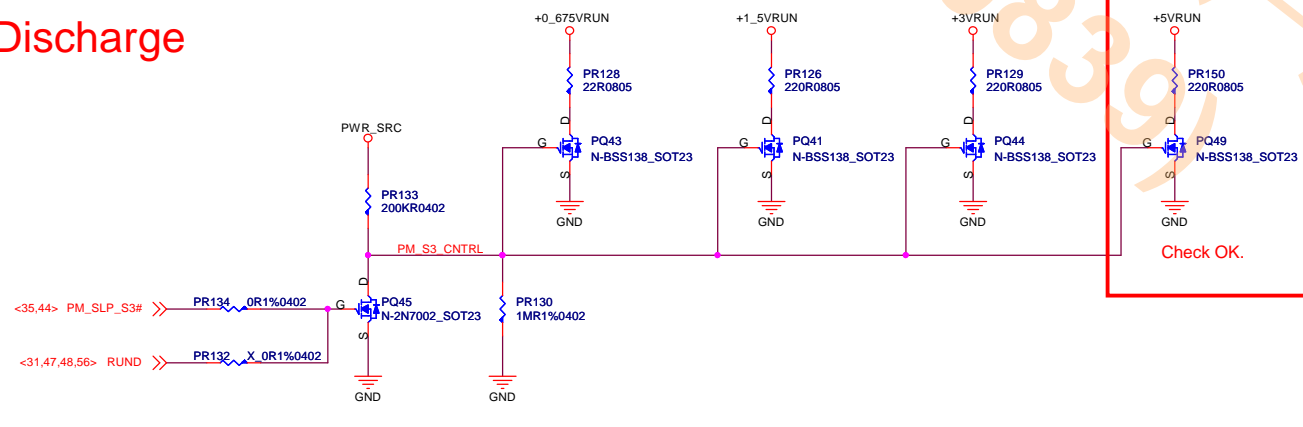 Discharge
+0_675VRUN
+1_5VRUN
+3VRUN
+5VRUN
PR128
22R0805
PR126
220R0805
PR129
220R0805
PR150
220R0805
D
G
S
PQ43
N-BSS138_SOT23
GND
D
G
S
PQ41
N-BSS138_SOT23
GND
D
G
S
PQ44
N-BSS138_SOT23
GND
D
G
S
PQ49
N-BSS138_SOT23
GND
Check OK.
PWR_SRC
PR133
200KR0402
PM_S3_CNTRL
D
G
S
PQ45
N-2N7002_SOT23
GND
PR130
1MR1%0402
GND
<35,44> PM_SLP_S3#
PR134 0R1%0402
<31,47,48,56> RUND
PR132 X_0R1%0402
839)